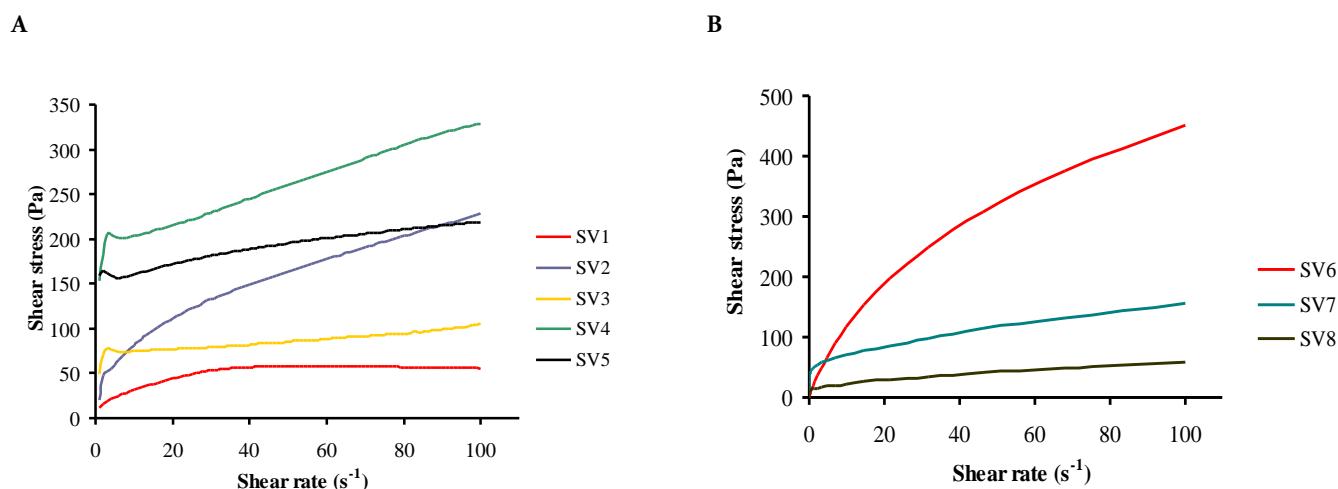 A
Shear stress (Pa)
350
300
250
200
150
100
50
0
0 20 40 60 80 100
Shear rate (s⁻¹)
SV1
SV2
SV3
SV4
SV5
B
Shear stress (Pa)
500
400
300
200
100
0
0 20 40 60 80 100
Shear rate (s⁻¹)
SV6
SV7
SV8